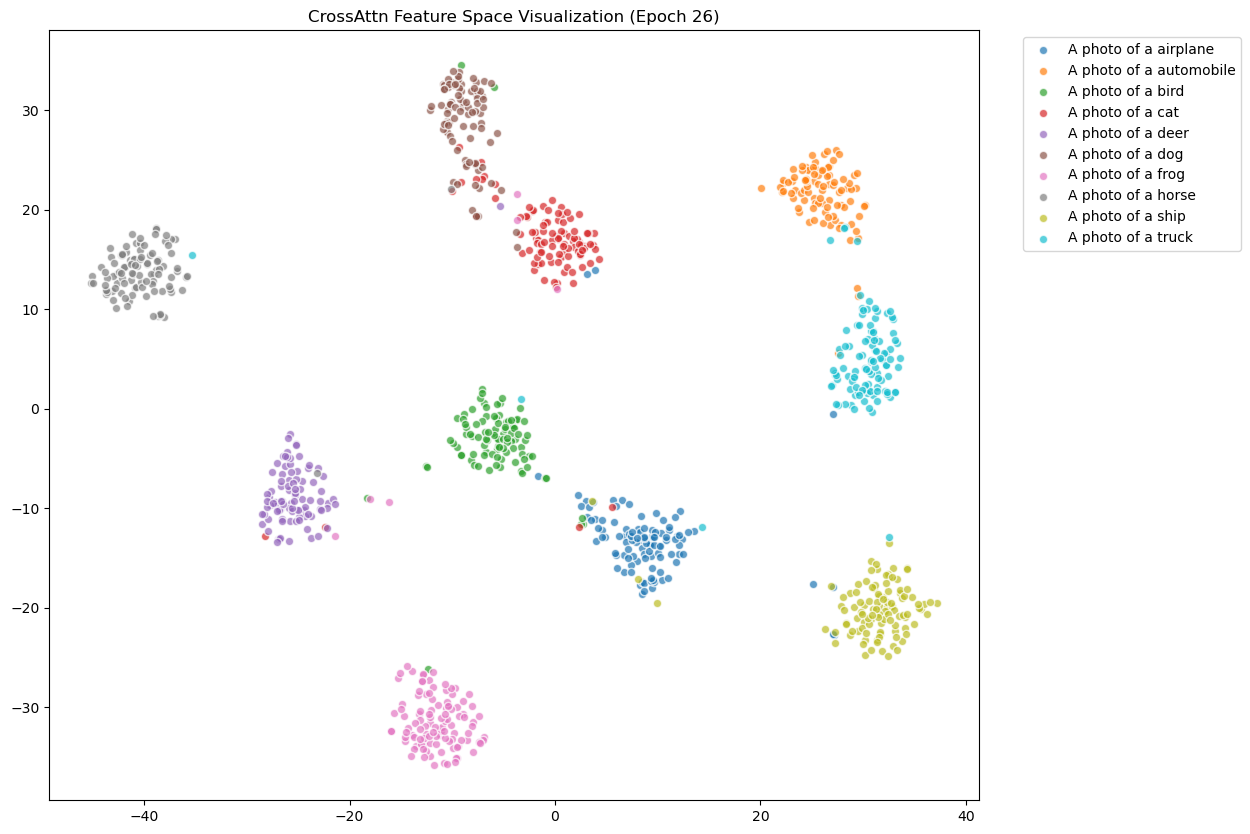 CrossAttn Feature Space Visualization (Epoch 26)
A photo of a airplane
A photo of a automobile
A photo of a bird
A photo of a cat
A photo of a deer
A photo of a dog
A photo of a frog
A photo of a horse
A photo of a ship
A photo of a truck
30
20
10
0
−10
−20
−30
−40
−20
0
20
40